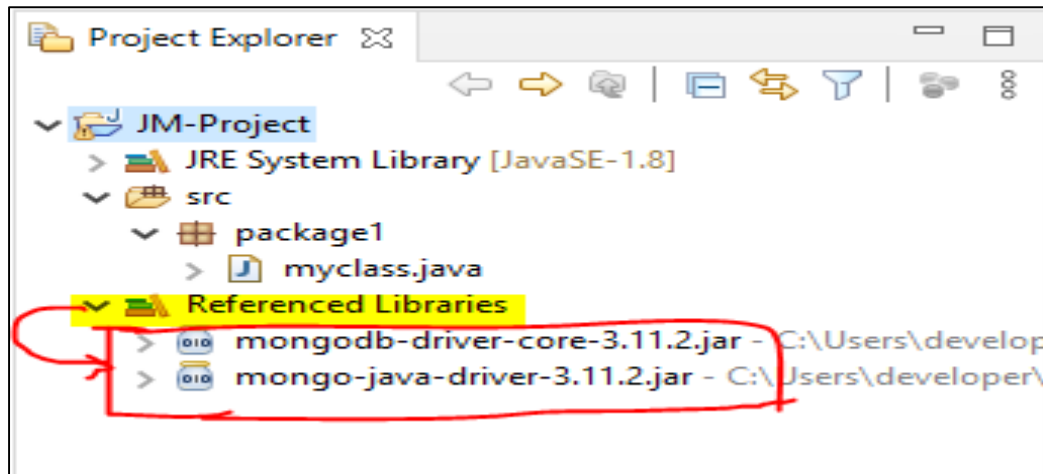 Project Explorer
JM-Project
JRE System Library [JavaSE-1.8]
src
package1
myclass.java
Referenced Libraries
mongodb-driver-core-3.11.2.jar - C:\Users\develop
mongo-java-driver-3.11.2.jar - C:\Users\developer\